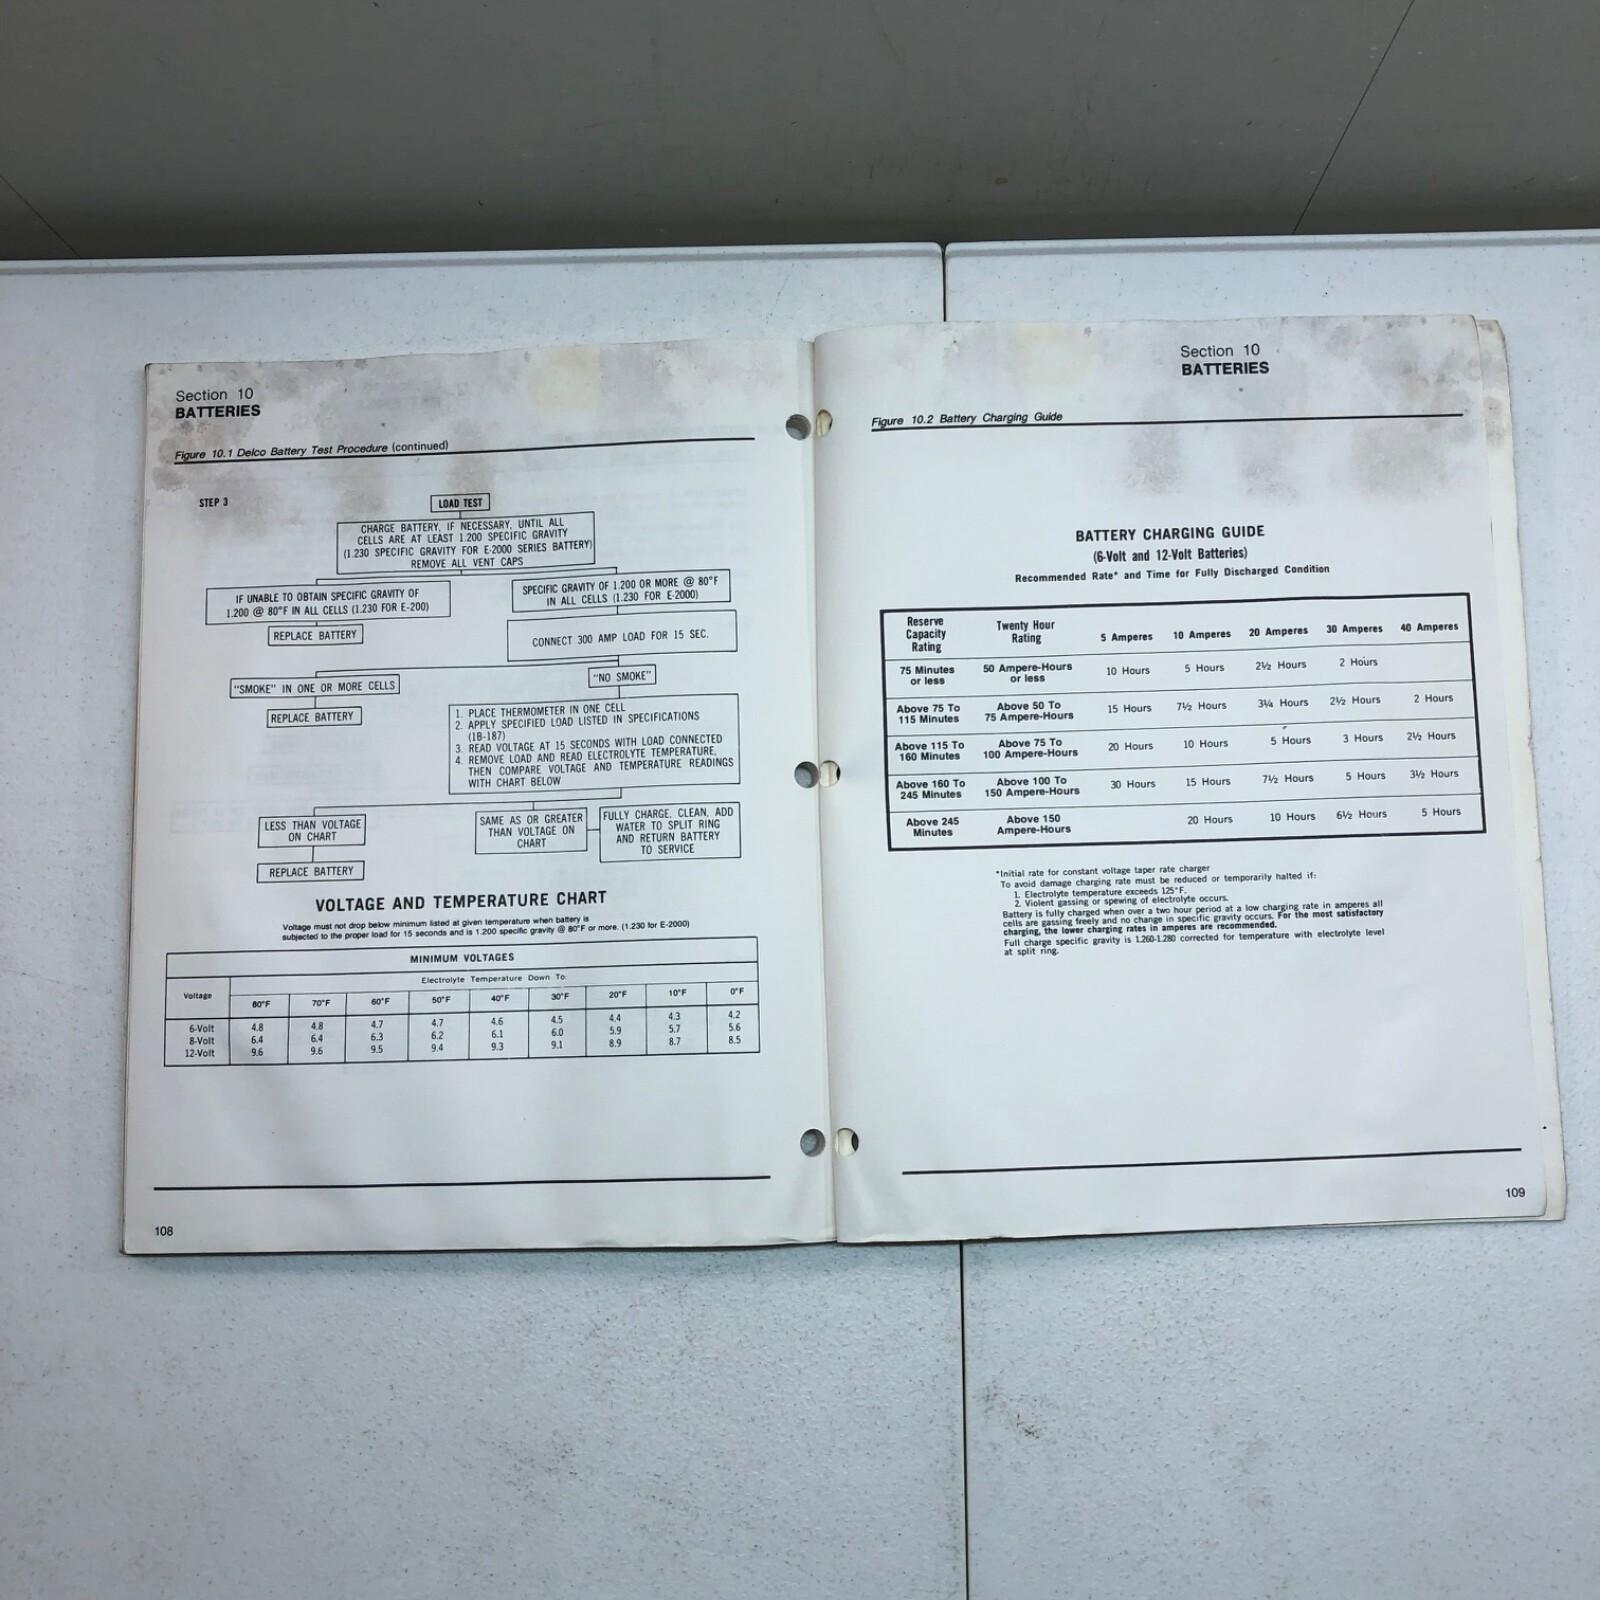 Section 10
BATTERIES
Figure 10.1 Delco Battery Test Procedure (continued)
STEP 3
LOAD TEST
CHARGE BATTERY, IF NECESSARY, UNTIL ALL
CELLS ARE AT LEAST 1.200 SPECIFIC GRAVITY
(1.230 SPECIFIC GRAVITY FOR E-2000 SERIES BATTERY)
REMOVE ALL VENT CAPS
IF UNABLE TO OBTAIN SPECIFIC GRAVITY OF
1.200 @ 80°F IN ALL CELLS (1.230 FOR E-200)
REPLACE BATTERY
SPECIFIC GRAVITY OF 1.200 OR MORE @ 80°F
IN ALL CELLS (1.230 FOR E-2000)
CONNECT 300 AMP LOAD FOR 15 SEC.
"SMOKE" IN ONE OR MORE CELLS
REPLACE BATTERY
"NO SMOKE"
1. PLACE THERMOMETER IN ONE CELL
2. APPLY SPECIFIED LOAD LISTED IN SPECIFICATIONS
(1B-187)
3. READ VOLTAGE AT 15 SECONDS WITH LOAD CONNECTED
4. REMOVE LOAD AND READ ELECTROLYTE TEMPERATURE,
THEN COMPARE VOLTAGE AND TEMPERATURE READINGS
WITH CHART BELOW
LESS THAN VOLTAGE
ON CHART
REPLACE BATTERY
SAME AS OR GREATER
THAN VOLTAGE ON
CHART
FULLY CHARGE, CLEAN, ADD
WATER TO SPLIT RING
AND RETURN BATTERY
TO SERVICE
VOLTAGE AND TEMPERATURE CHART
Voltage must not drop below minimum listed at given temperature when battery is
subjected to the proper load for 15 seconds and is 1.200 specific gravity @ 80°F or more. (1.230 for E-2000)
MINIMUM VOLTAGES
Voltage Electrolyte Temperature Down To:
80°F 70°F 60°F 50°F 40°F 30°F 20°F 10°F 0°F
6-Volt 4.8 4.8 4.7 4.7 4.6 4.5 4.4 4.3 4.2
8-Volt 6.4 6.4 6.3 6.2 6.1 6.0 5.9 5.7 5.6
12-Volt 9.6 9.6 9.5 9.4 9.3 9.1 8.9 8.7 8.5
108
Section 10
BATTERIES
Figure 10.2 Battery Charging Guide
BATTERY CHARGING GUIDE
(6-Volt and 12-Volt Batteries)
Recommended Rate* and Time for Fully Discharged Condition
Reserve
Capacity
Rating
Twenty Hour
Rating
5 Amperes 10 Amperes 20 Amperes 30 Amperes 40 Amperes
75 Minutes
or less
50 Ampere-Hours
or less
10 Hours 5 Hours 2½ Hours 2 Hours
Above 75 To
115 Minutes
Above 50 To
75 Ampere-Hours
15 Hours 7½ Hours 3¼ Hours 2½ Hours 2 Hours
Above 115 To
160 Minutes
Above 75 To
100 Ampere-Hours
20 Hours 10 Hours 5 Hours 3 Hours 2½ Hours
Above 160 To
245 Minutes
Above 100 To
150 Ampere-Hours
30 Hours 15 Hours 7½ Hours 5 Hours 3½ Hours
Above 245
Minutes
Above 150
Ampere-Hours
20 Hours 10 Hours 6½ Hours 5 Hours
*Initial rate for constant voltage taper rate charger
To avoid damage charging rate must be reduced or temporarily halted if:
1. Electrolyte temperature exceeds 125°F.
2. Violent gassing or spewing of electrolyte occurs.
Battery is fully charged when over a two hour period at a low charging rate in amperes all
cells are gassing freely and no change in specific gravity occurs. For the most satisfactory
charging, the lower charging rates in amperes are recommended.
Full charge specific gravity is 1.260-1.280 corrected for temperature with electrolyte level
at split ring.
109